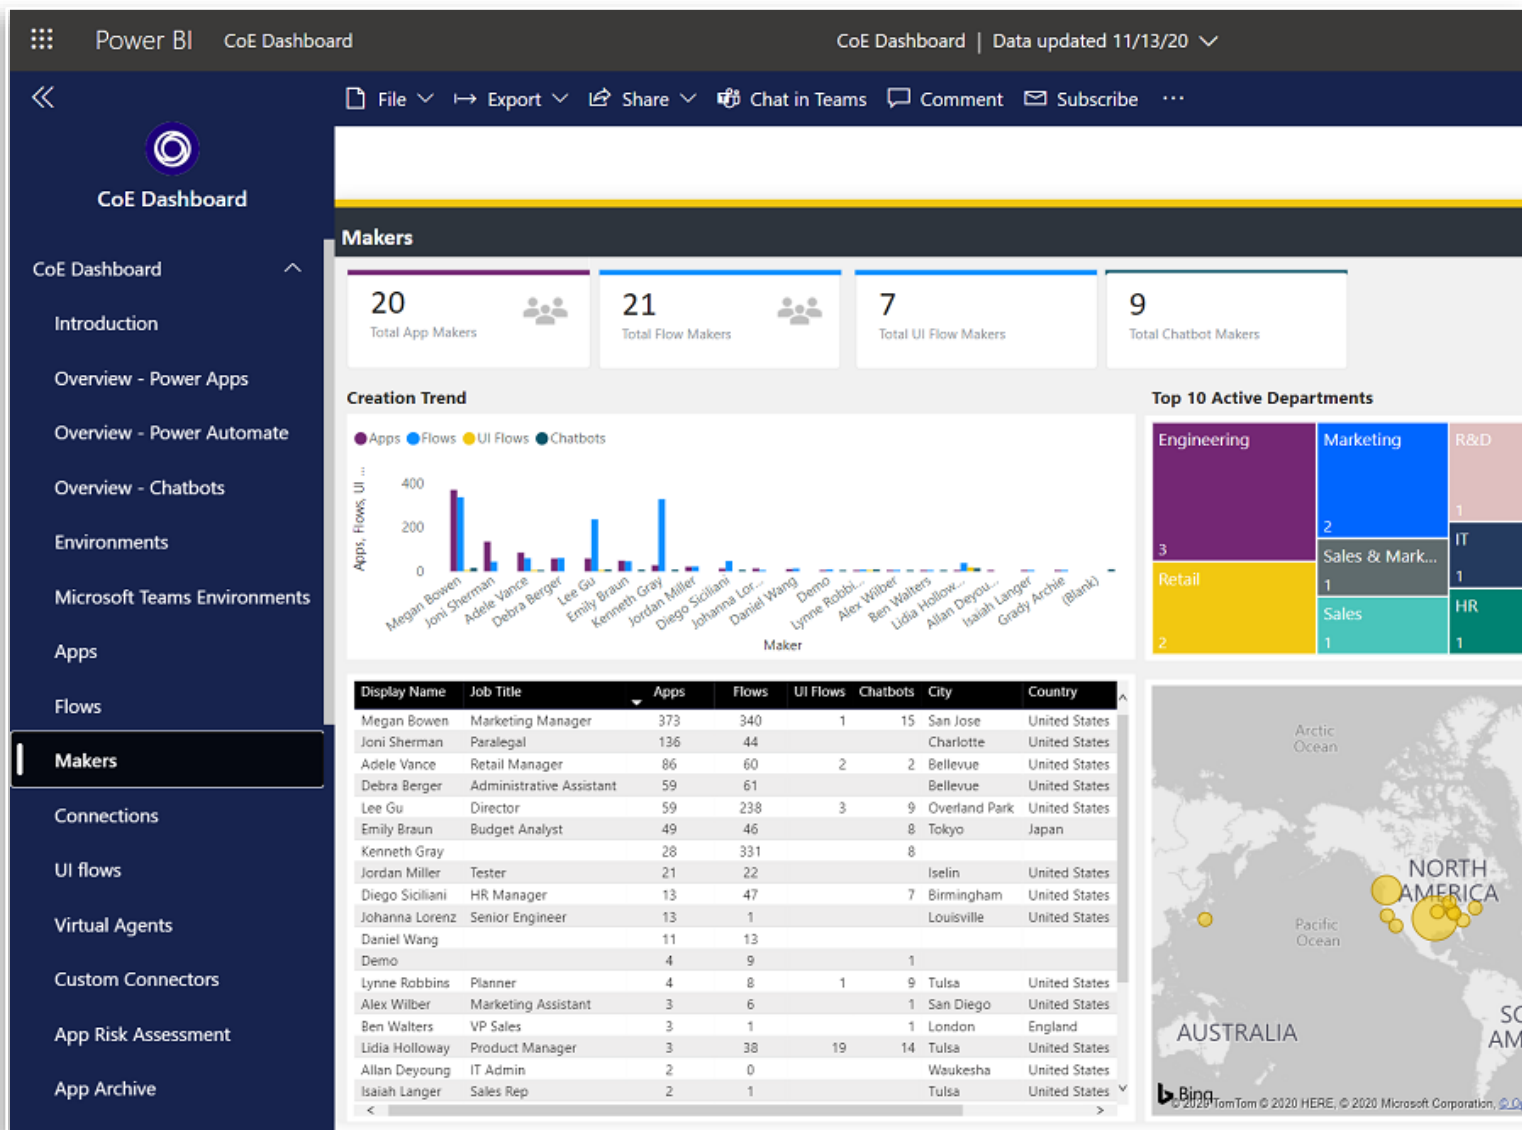 Power BI CoE Dashboard CoE Dashboard | Data updated 11/13/20
File Export Share Chat in Teams Comment Subscribe ...
CoE Dashboard
CoE Dashboard
Introduction
Overview - Power Apps
Overview - Power Automate
Overview - Chatbots
Environments
Microsoft Teams Environments
Apps
Flows
Makers
Connections
UI flows
Virtual Agents
Custom Connectors
App Risk Assessment
App Archive
Makers
20
Total App Makers
21
Total Flow Makers
7
Total UI Flow Makers
9
Total Chatbot Makers
Creation Trend
Apps Flows UI Flows Chatbots
Apps, Flows, UI ...
400
200
0
Megan Bowen
Joni Sherman
Adele Vance
Debra Berger
Lee Gu
Emily Braun
Kenneth Gray
Jordan Miller
Diego Siciliani
Johanna Lor...
Daniel Wang
Demo
Lynne Robbi...
Alex Wilber
Ben Walters
Lidia Hollow...
Allan Deyou...
Isaiah Langer
Grady Archie
(Blank)
Maker
Top 10 Active Departments
Engineering
3
Retail
2
Marketing
2
Sales & Mark...
1
Sales
1
R&D
1
IT
1
HR
1
Display Name Job Title Apps Flows UI Flows Chatbots City Country
Megan Bowen Marketing Manager 373 340 1 15 San Jose United States
Joni Sherman Paralegal 136 44 Charlotte United States
Adele Vance Retail Manager 86 60 2 2 Bellevue United States
Debra Berger Administrative Assistant 59 61 Bellevue United States
Lee Gu Director 59 238 3 9 Overland Park United States
Emily Braun Budget Analyst 49 46 8 Tokyo Japan
Kenneth Gray 28 331 8
Jordan Miller Tester 21 22 Iselin United States
Diego Siciliani HR Manager 13 47 7 Birmingham United States
Johanna Lorenz Senior Engineer 13 1 Louisville United States
Daniel Wang 11 13
Demo 4 9 1
Lynne Robbins Planner 4 8 1 9 Tulsa United States
Alex Wilber Marketing Assistant 3 6 1 San Diego United States
Ben Walters VP Sales 3 1 1 London England
Lidia Holloway Product Manager 3 38 19 14 Tulsa United States
Allan Deyoung IT Admin 2 0 Waukesha United States
Isaiah Langer Sales Rep 2 1 Tulsa United States
Arctic
Ocean
NORTH
AMERICA
Pacific
Ocean
AUSTRALIA
Bing
© 2020 TomTom © 2020 HERE, © 2020 Microsoft Corporation,